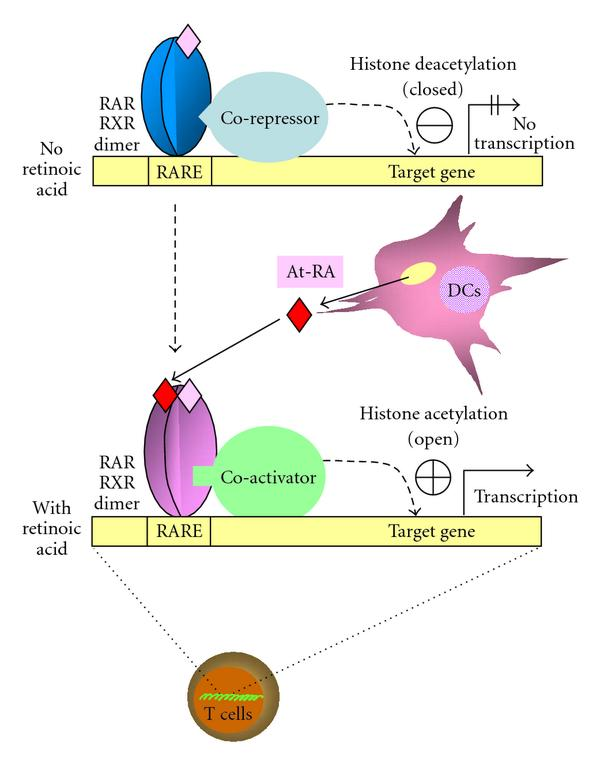 Histone deacetylation
(closed)
RAR
RXR
dimer
Co-repressor
No
transcription
No
retinoic
acid
RARE
Target gene
At-RA
DCs
Histone acetylation
(open)
RAR
RXR
dimer
Co-activator
Transcription
With
retinoic
acid
RARE
Target gene
T cells